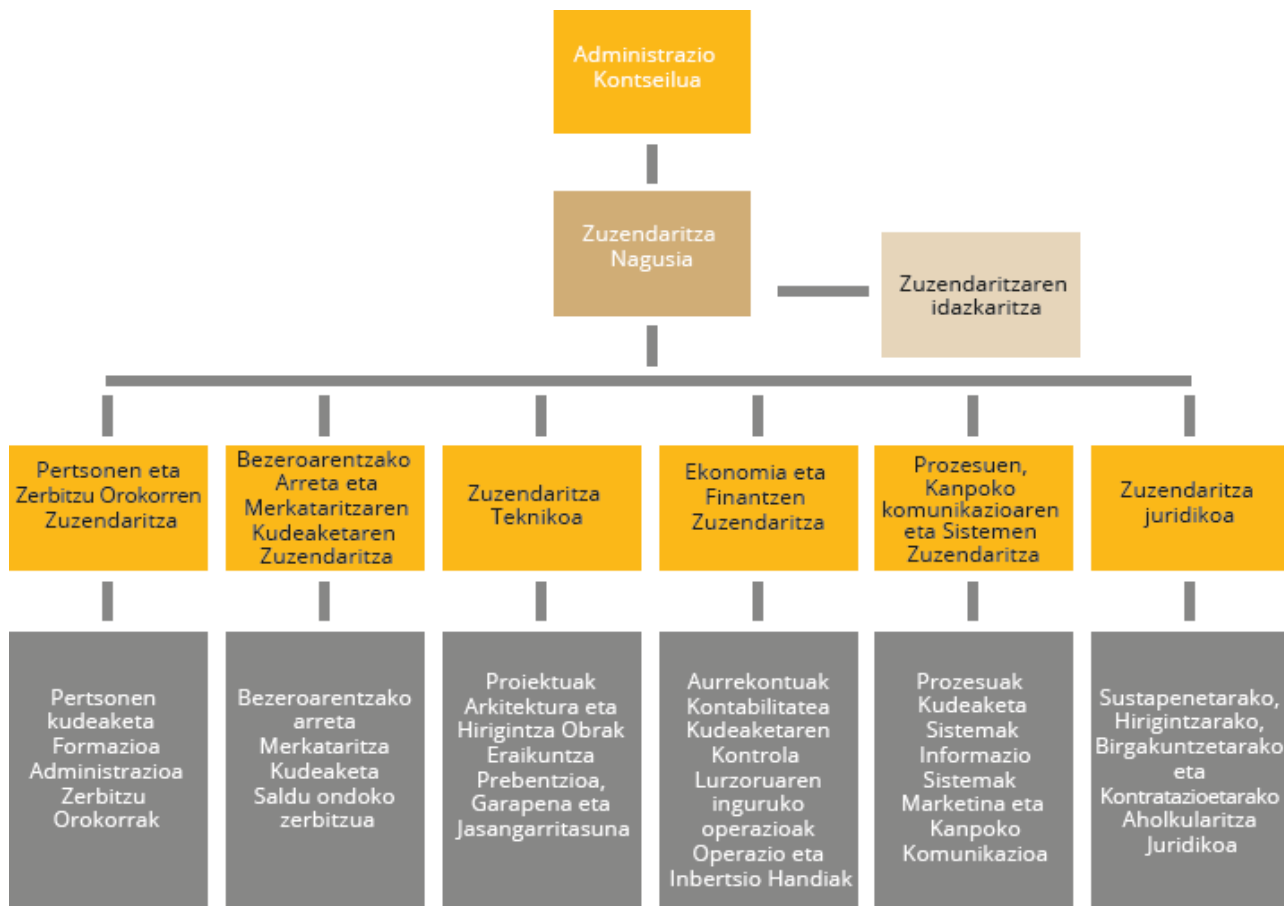 Administrazio
Kontseilua
Zuzendaritza
Nagusia
Zuzendaritzaren
idazkaritza
Pertsonen eta
Zerbitzu Orokorren
Zuzendaritza
Bezeroarentzako
Arreta eta
Merkataritzaren
Kudeaketaren
Zuzendaritza
Zuzendaritza
Teknikoa
Ekonomia eta
Finantzen
Zuzendaritza
Prozesuen,
Kanpoko
komunikazioaren
eta Sistemen
Zuzendaritza
Zuzendaritza
juridikoa
Pertsonen
kudeaketa
Formazioa
Administrazioa
Zerbitzu
Orokorrak
Bezeroarentzako
arreta
Merkataritza
Kudeaketa
Saldu ondoko
zerbitzua
Proiektuak
Arkitektura eta
Hirigintza Obrak
Eraikuntza
Prebentzioa,
Garapena eta
Jasangarritasuna
Aurrekontuak
Kontabilitatea
Kudeaketaren
Kontrola
Lurzoruaren
inguruko
operazioak
Operazio eta
Inbertsio Handiak
Prozesuak
Kudeaketa
Sistemak
Informazio
Sistemak
Marketina eta
Kanpoko
Komunikazioa
Sustapenetarako,
Hirigintzarako,
Birgakuntzetarako
eta
Kontratazioetarako
Aholkularitza
Juridikoa